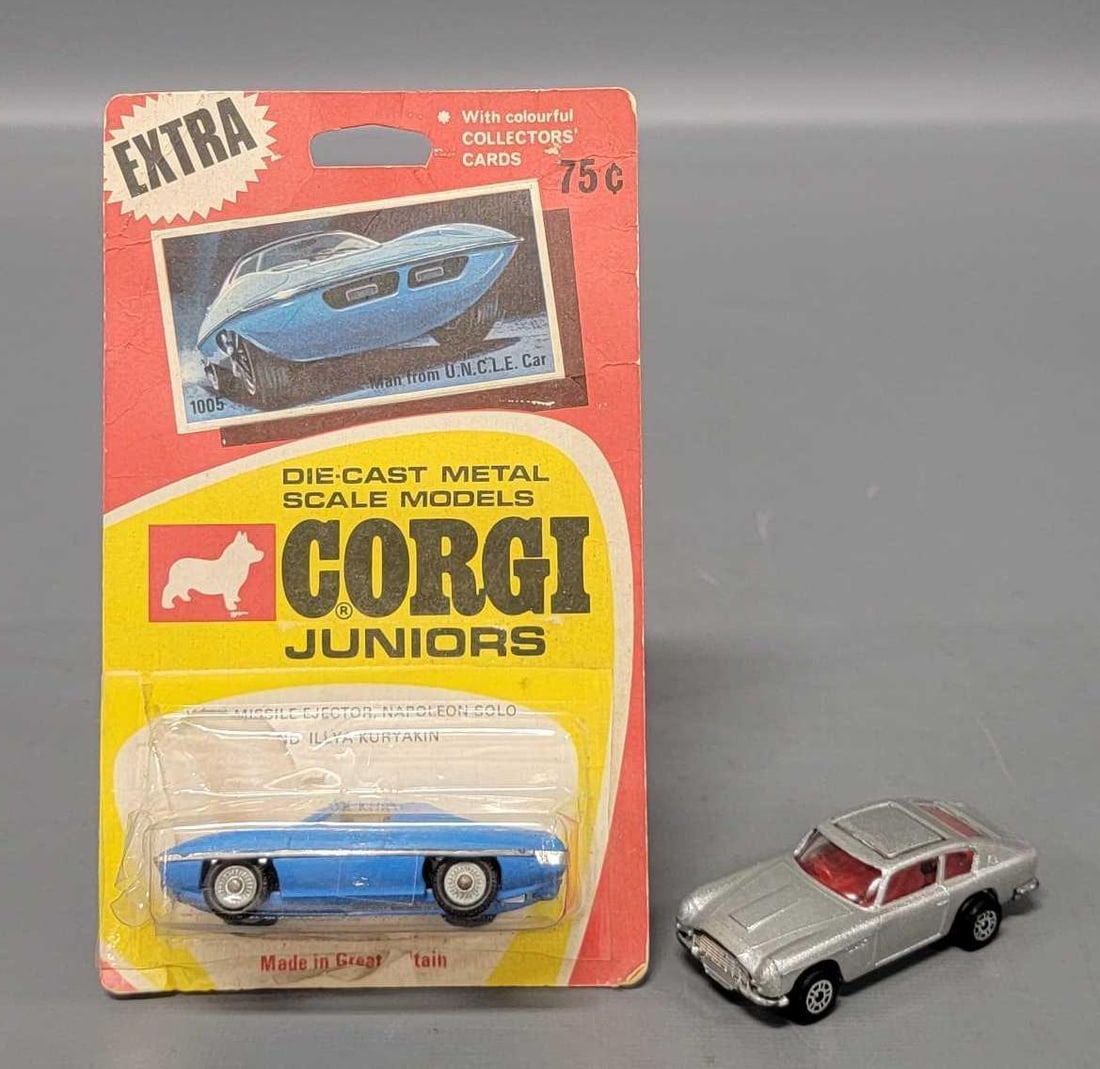 EXTRA
✸ With colourful
COLLECTORS'
CARDS
75¢
Man from U.N.C.L.E. Car
1005
DIE-CAST METAL
SCALE MODELS
CORGI
®
JUNIORS
MISSILE EJECTOR, NAPOLEON SOLO
ILLYA KURYAKIN
Made in Great